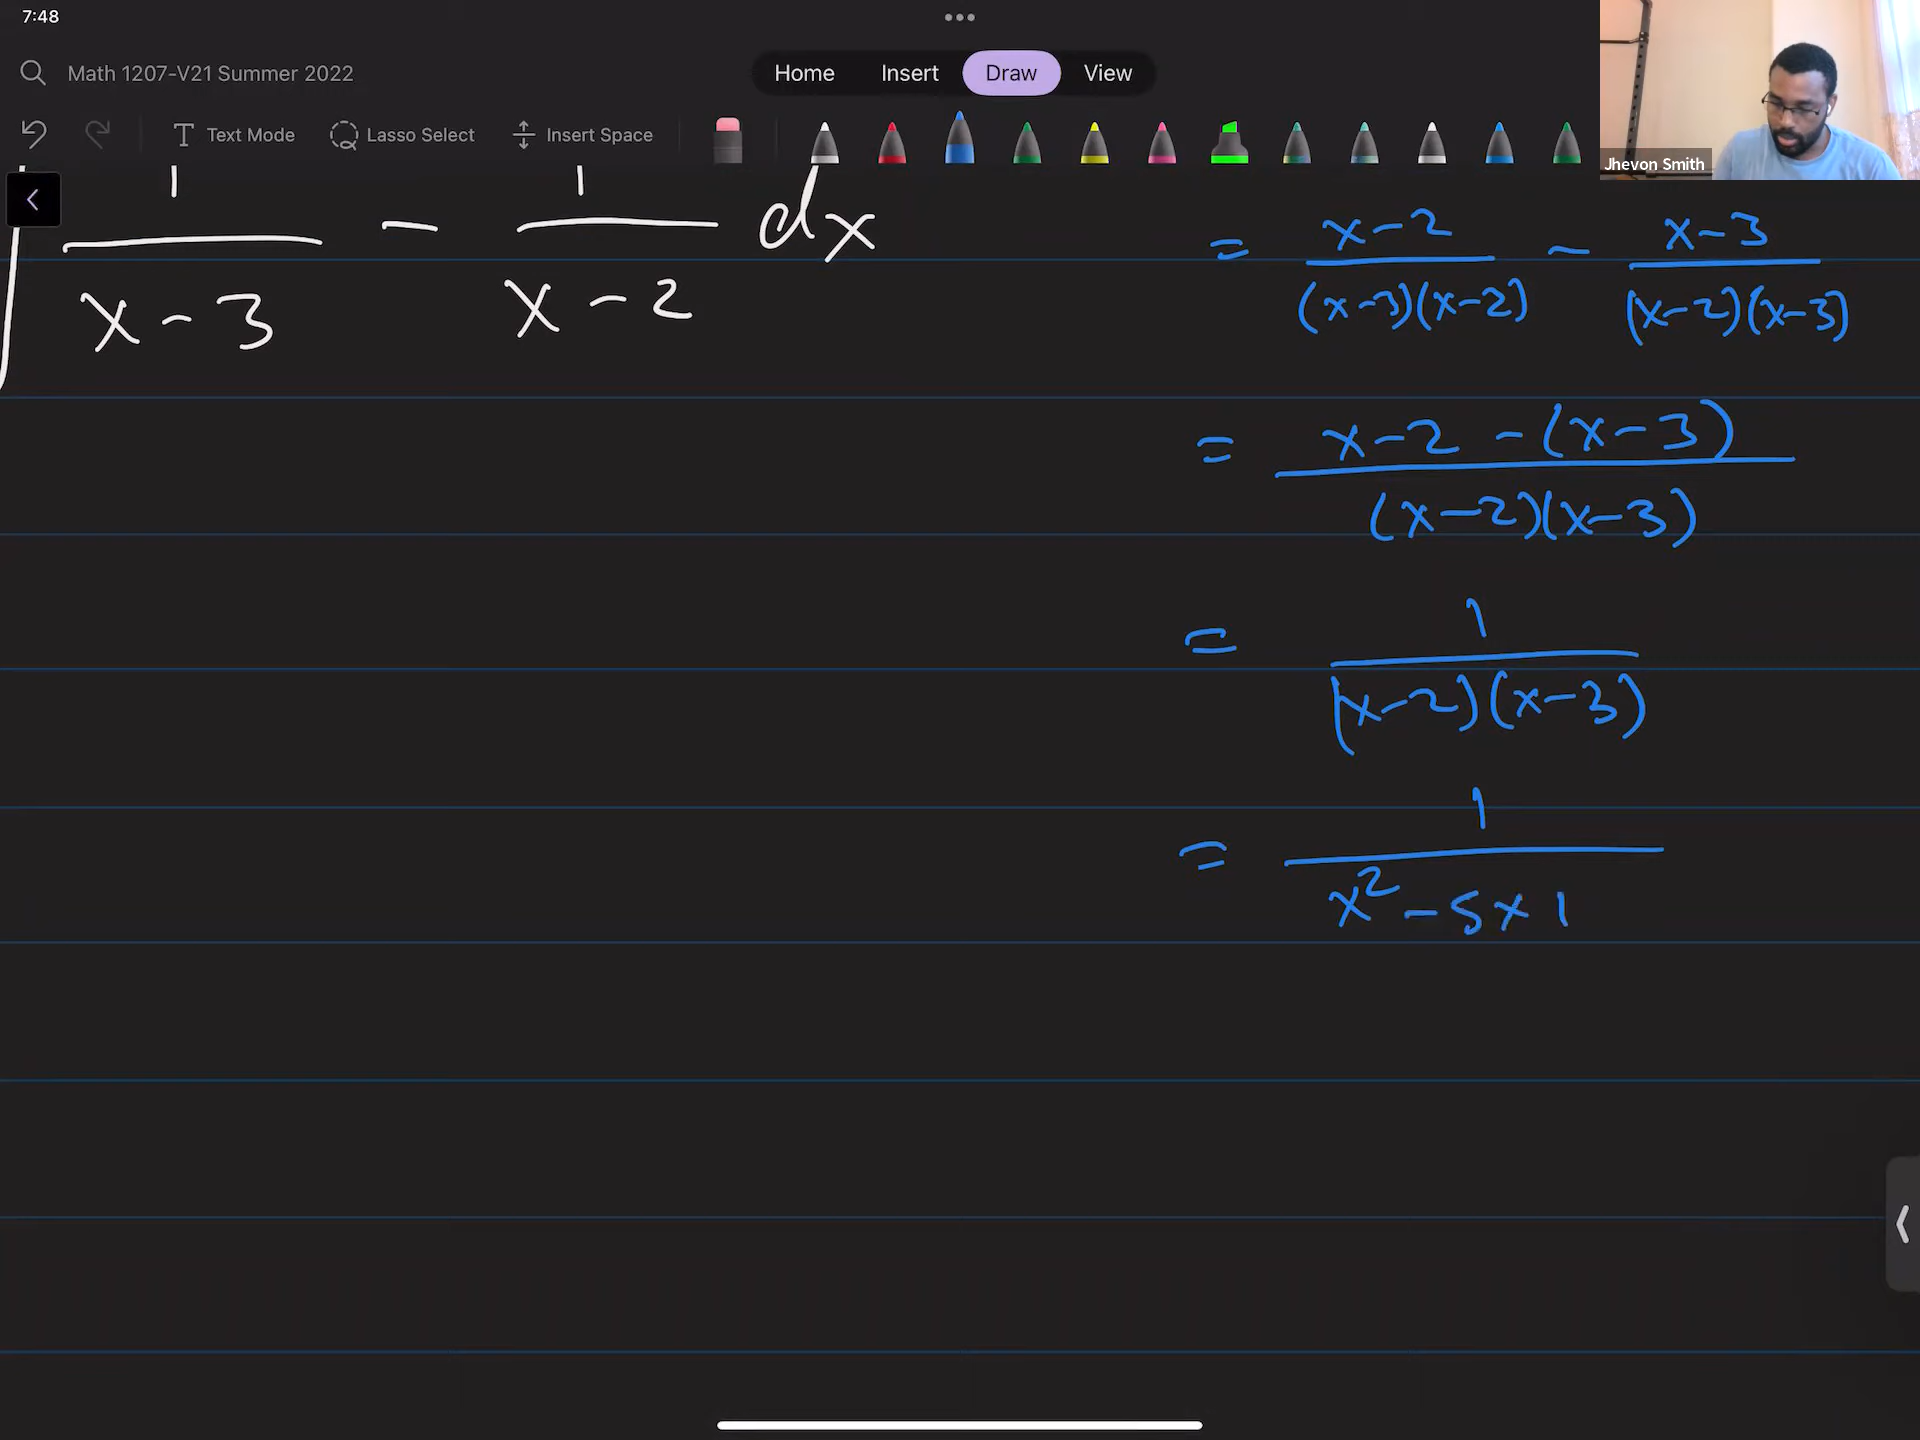 7:48
Math 1207-V21 Summer 2022
Home Insert Draw View
Text Mode Lasso Select Insert Space
Jhevon Smith
∫ 1/(x-3) - 1/(x-2) dx
= (x-2)/((x-3)(x-2)) - (x-3)/((x-2)(x-3))
= (x-2-(x-3))/((x-2)(x-3))
= 1/((x-2)(x-3))
= 1/(x² - 5x 1